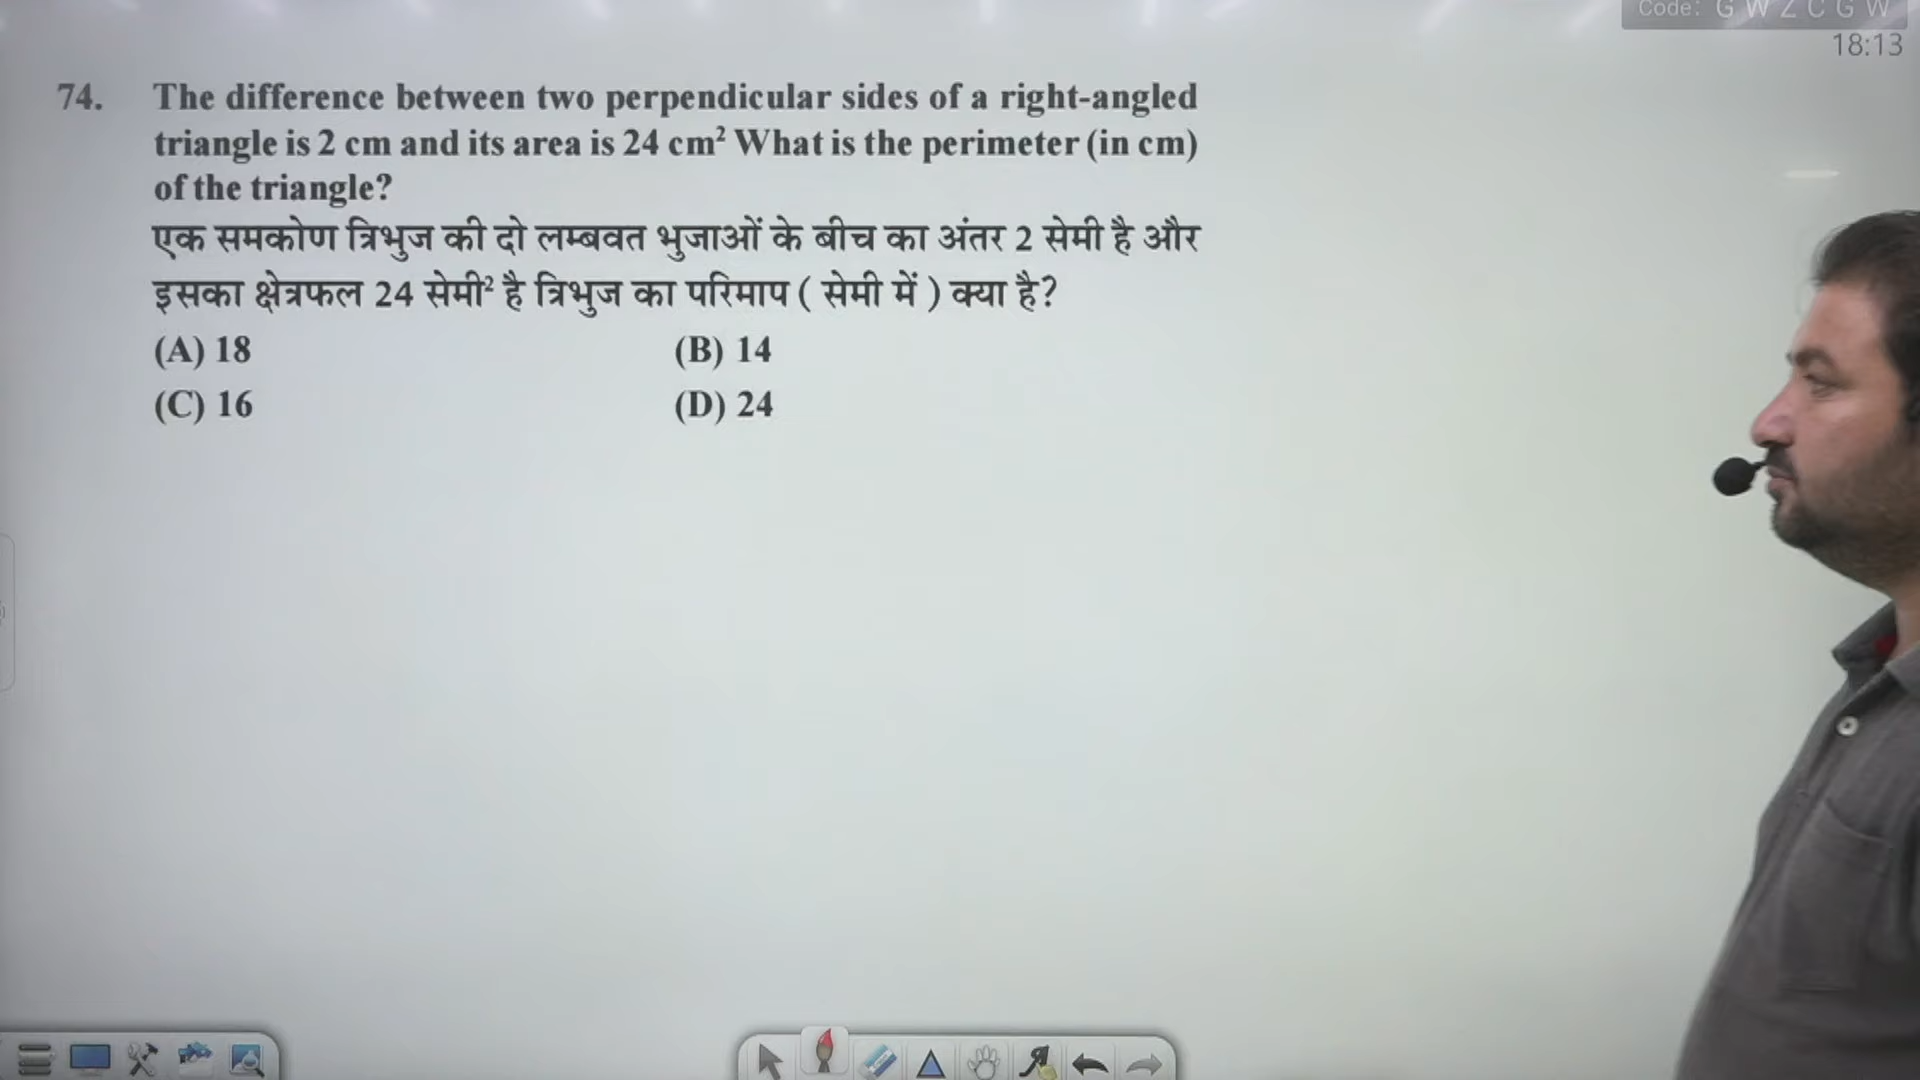 Code: G W Z C G W
18:13
74. The difference between two perpendicular sides of a right-angled
triangle is 2 cm and its area is 24 cm² What is the perimeter (in cm)
of the triangle?
एक समकोण त्रिभुज की दो लम्बवत भुजाओं के बीच का अंतर 2 सेमी है और
इसका क्षेत्रफल 24 सेमी² है त्रिभुज का परिमाप ( सेमी में ) क्या है?
(A) 18 (B) 14
(C) 16 (D) 24